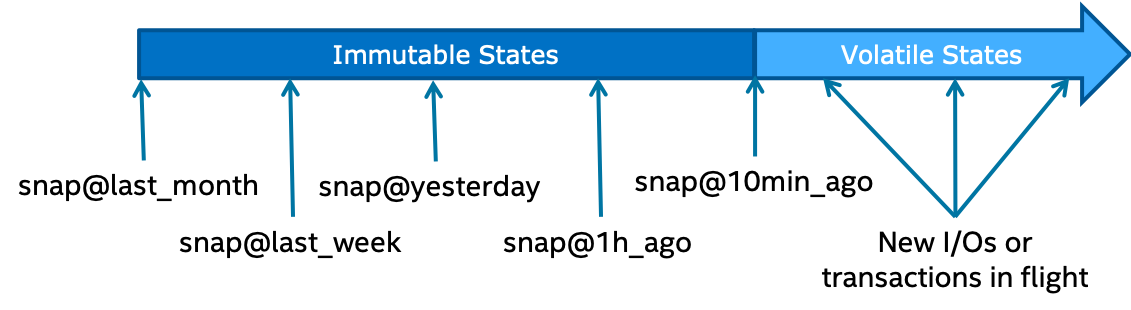 Immutable States
Volatile States
snap@last_month
snap@yesterday
snap@10min_ago
snap@last_week
snap@1h_ago
New I/Os or
transactions in flight